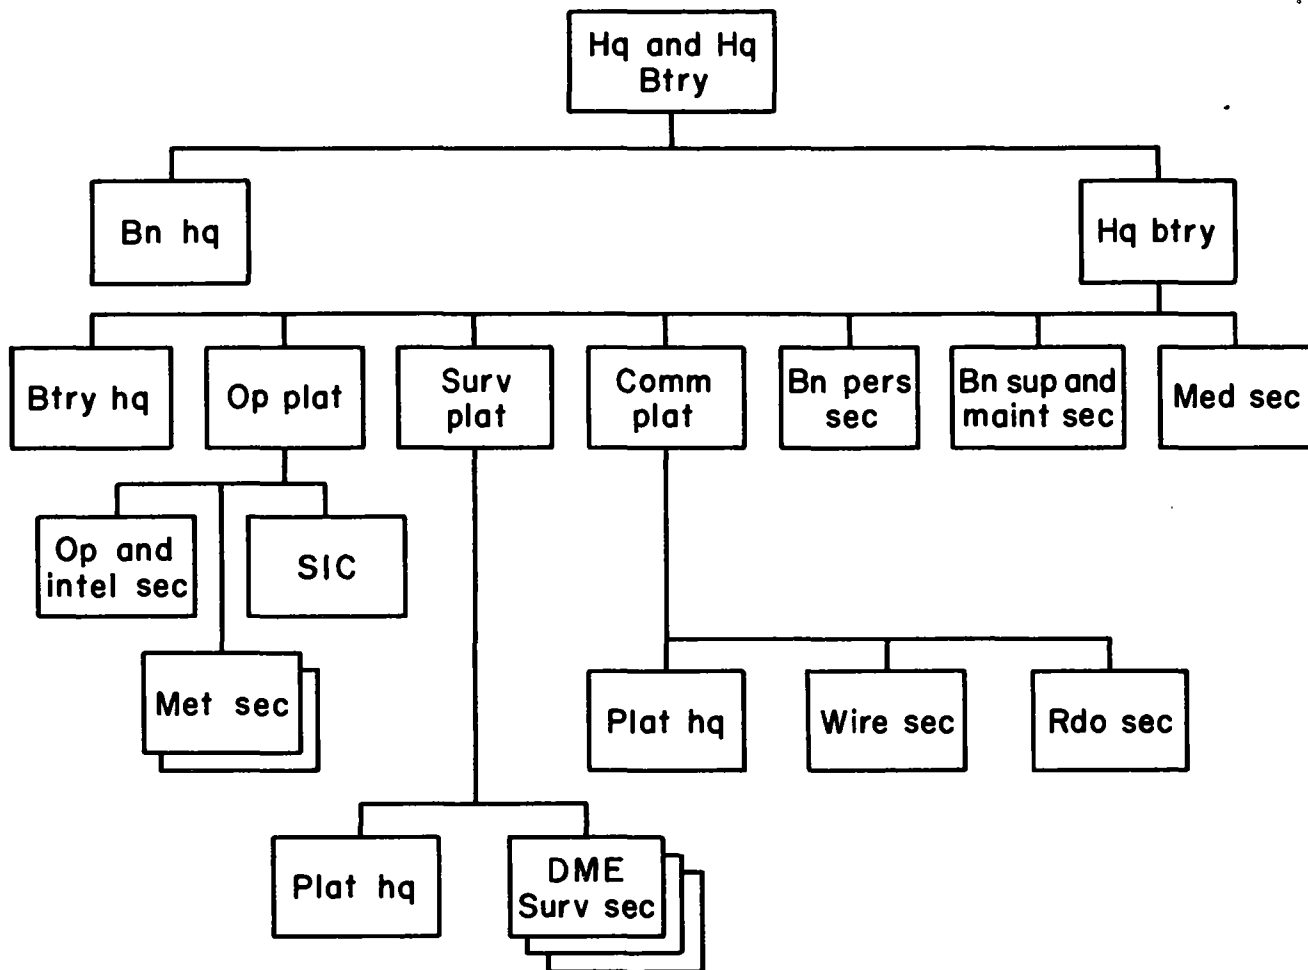 Hq and Hq
Btry
Bn hq
Hq btry
Btry hq
Op plat
Surv
plat
Comm
plat
Bn pers
sec
Bn sup and
maint sec
Med sec
Op and
intel sec
SIC
Met sec
Plat hq
Wire sec
Rdo sec
Plat hq
DME
Surv sec